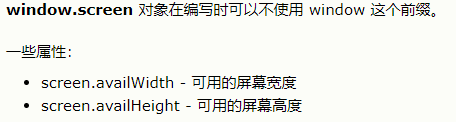 window.screen 对象在编写时可以不使用 window 这个前缀。
一些属性：
• screen.availWidth - 可用的屏幕宽度
• screen.availHeight - 可用的屏幕高度